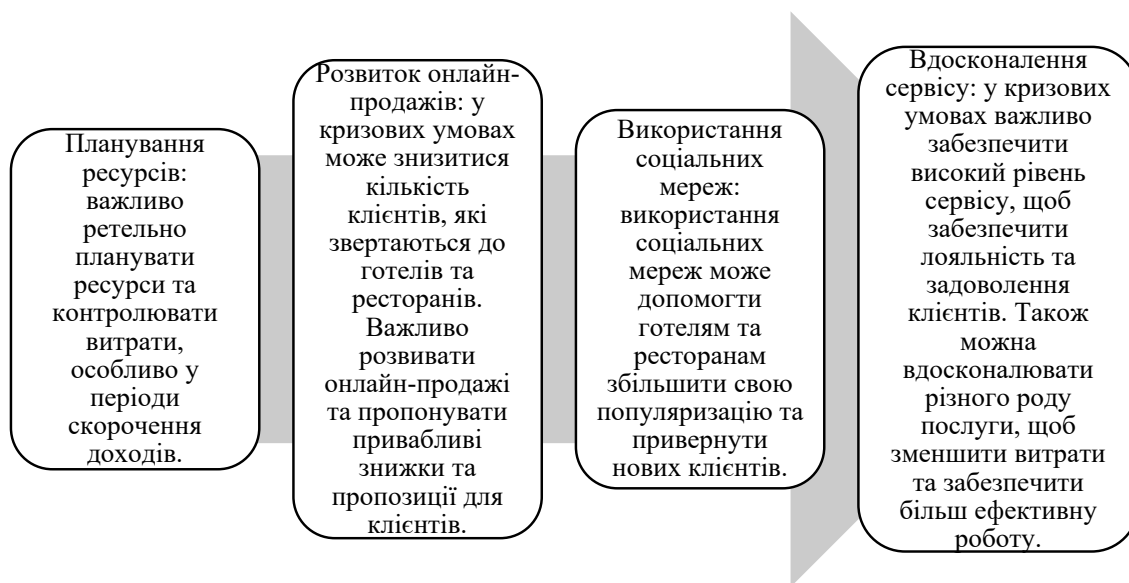 Планування
ресурсів:
важливо
ретельно
планувати
ресурси та
контролювати
витрати,
особливо у
періоди
скорочення
доходів.
Розвиток онлайн-
продажів: у
кризових умовах
може знизитися
кількість
клієнтів, які
звертаються до
готелів та
ресторанів.
Важливо
розвивати
онлайн-продажі
та пропонувати
привабливі
знижки та
пропозиції для
клієнтів.
Використання
соціальних
мереж:
використання
соціальних
мереж може
допомогти
готелям та
ресторанам
збільшити свою
популяризацію та
привернути
нових клієнтів.
Вдосконалення
сервісу: у кризових
умовах важливо
забезпечити
високий рівень
сервісу, щоб
забезпечити
лояльність та
задоволення
клієнтів. Також
можна
вдосконалювати
різного роду
послуги, щоб
зменшити витрати
та забезпечити
більш ефективну
роботу.